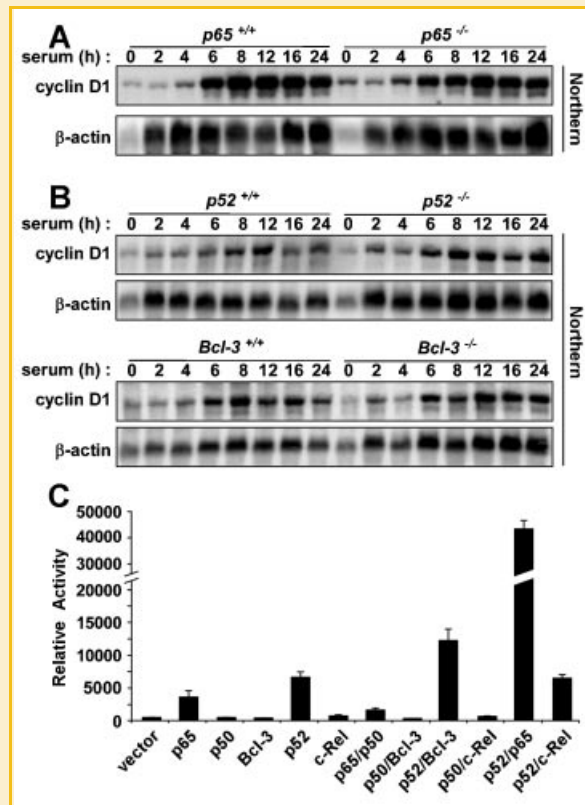 A
p65 +/+ p65 -/-
serum (h) : 0 2 4 6 8 12 16 24 0 2 4 6 8 12 16 24
cyclin D1
β-actin
Northern
B
p52 +/+ p52 -/-
serum (h) : 0 2 4 6 8 12 16 24 0 2 4 6 8 12 16 24
cyclin D1
β-actin
Northern
Bcl-3 +/+ Bcl-3 -/-
serum (h) : 0 2 4 6 8 12 16 24 0 2 4 6 8 12 16 24
cyclin D1
β-actin
C
Relative Activity
50000
40000
30000
20000
15000
10000
5000
0
vector p65 p50 Bcl-3 p52 c-Rel p65/p50 p50/Bcl-3 p52/Bcl-3 p50/c-Rel p52/p65 p52/c-Rel